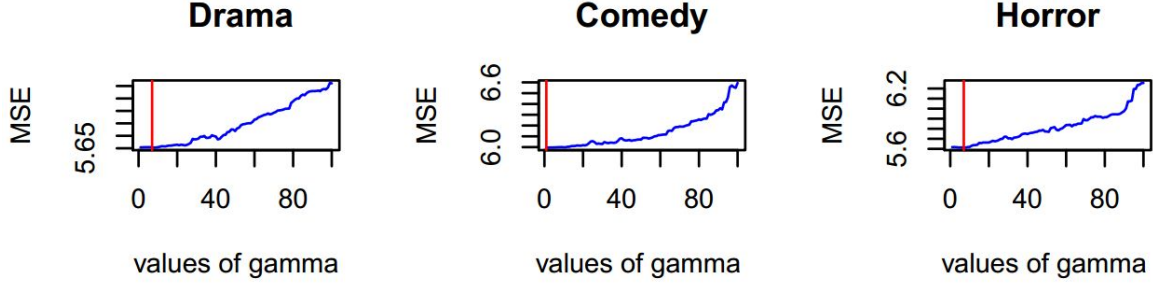 Drama
MSE
5.65
0 40 80
values of gamma
Comedy
MSE
6.6
6.0
0 40 80
values of gamma
Horror
MSE
6.2
5.6
0 40 80
values of gamma